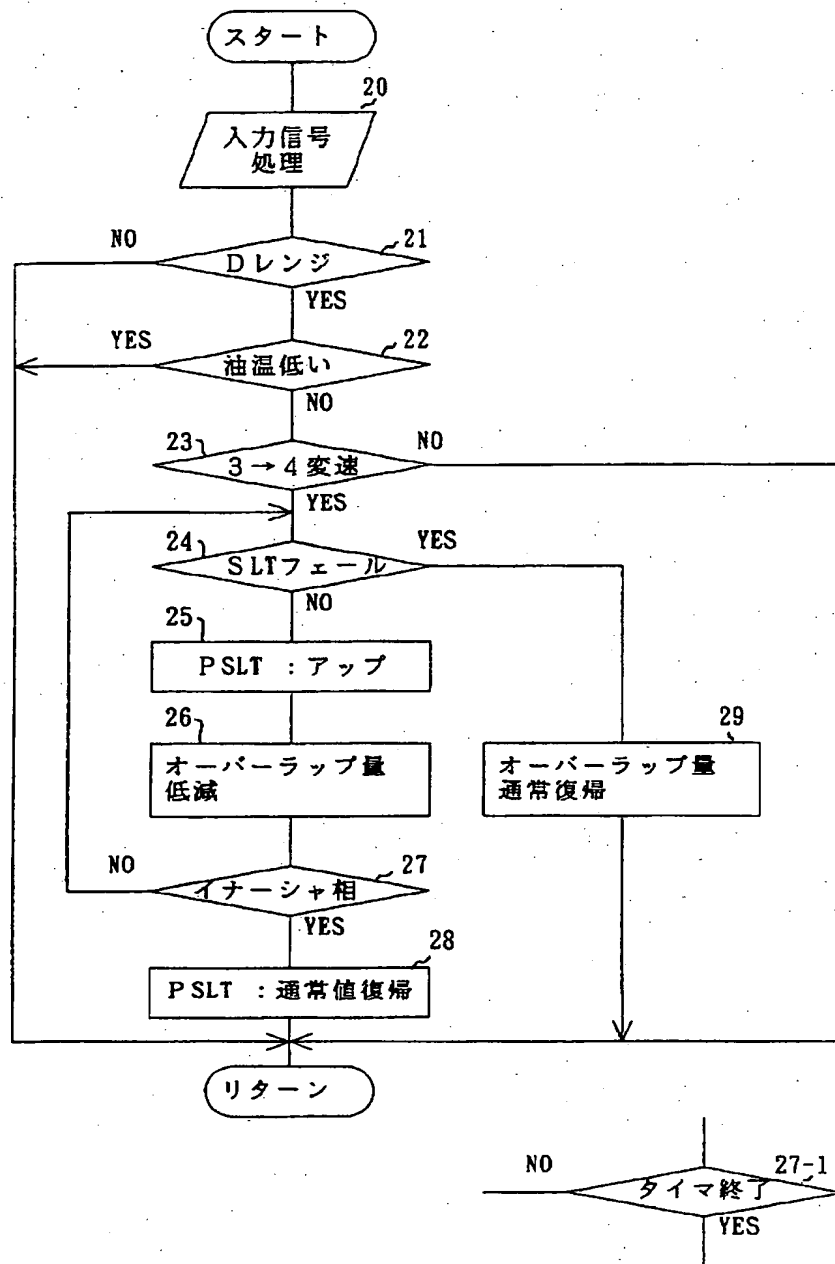 スタート
20
入力信号
処理
NO
21
Dレンジ
YES
YES
22
油温低い
NO
23
NO
3→4変速
YES
24
YES
SLTフェール
NO
25
PSLT :アップ
26
オーバーラップ量
低減
29
オーバーラップ量
通常復帰
NO
27
イナーシャ相
YES
28
PSLT :通常値復帰
リターン
NO
27-1
タイマ終了
YES